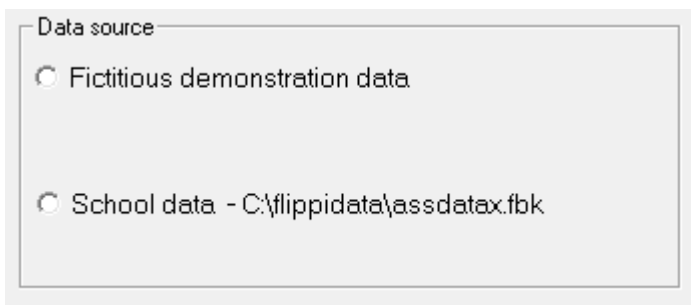 Data source
Fictitious demonstration data
School data - C:\flippidata\assdatax.fbk